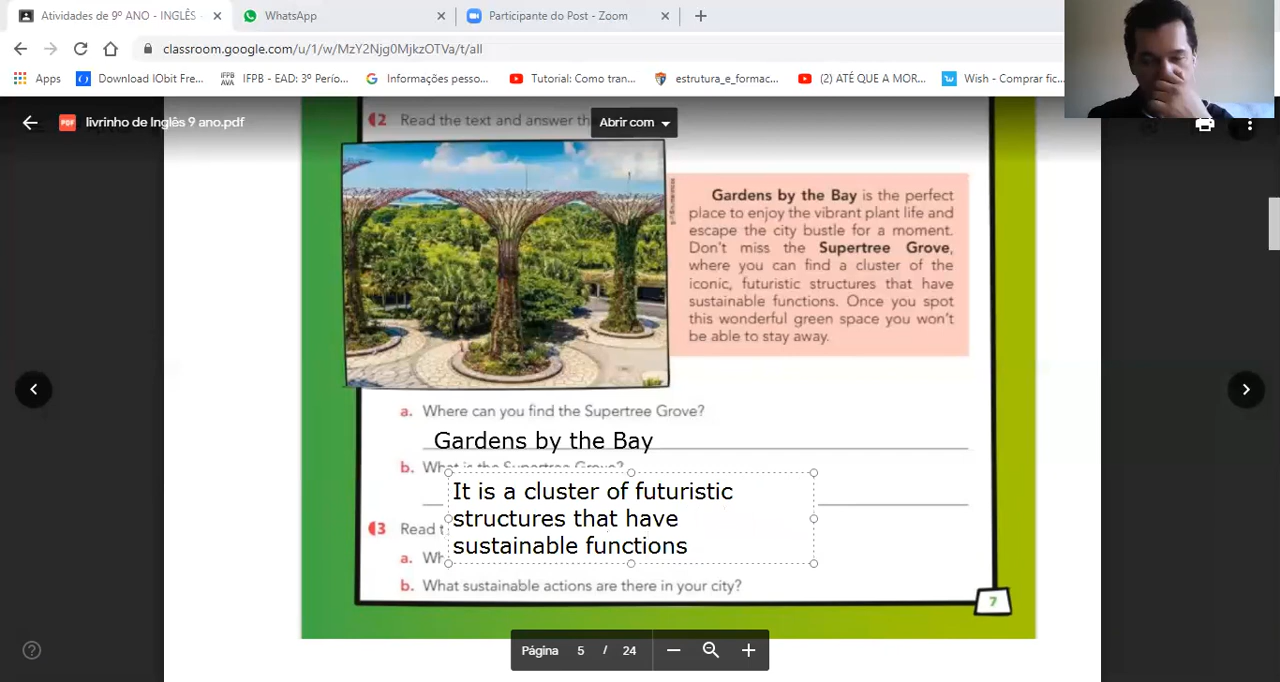 Atividades de 9º ANO - INGLÊS
WhatsApp
Participante do Post - Zoom
classroom.google.com/u/1/w/MzY2Njg0MjkzOTVa/t/all
Apps
Download IObit Fre...
IFPB - EAD: 3º Perío...
Informações pesso...
Tutorial: Como tran...
estrutura_e_formac...
(2) ATÉ QUE A MOR...
Wish - Comprar fic...
PDF
livrinho de Inglês 9 ano.pdf
2 Read the text and answer th
Abrir com
Gardens by the Bay is the perfect
place to enjoy the vibrant plant life and
escape the city bustle for a moment.
Don't miss the Supertree Grove,
where you can find a cluster of the
iconic, futuristic structures that have
sustainable functions. Once you spot
this wonderful green space you won't
be able to stay away.
a. Where can you find the Supertree Grove?
Gardens by the Bay
b. What is the Supertree Grove?
It is a cluster of futuristic
structures that have
sustainable functions
3 Read t
a. Wh
b. What sustainable actions are there in your city?
7
Página 5 / 24